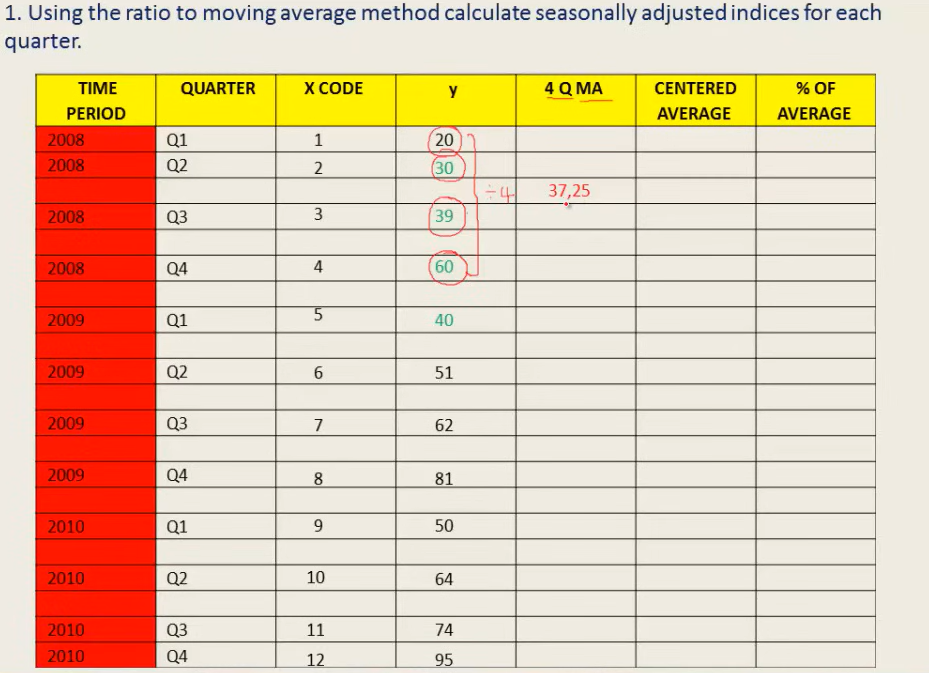 1. Using the ratio to moving average method calculate seasonally adjusted indices for each
quarter.
TIME PERIOD QUARTER X CODE y 4 Q MA CENTERED AVERAGE % OF AVERAGE
2008 Q1 1 20
2008 Q2 2 30
÷4 37,25
2008 Q3 3 39
2008 Q4 4 60
2009 Q1 5 40
2009 Q2 6 51
2009 Q3 7 62
2009 Q4 8 81
2010 Q1 9 50
2010 Q2 10 64
2010 Q3 11 74
2010 Q4 12 95